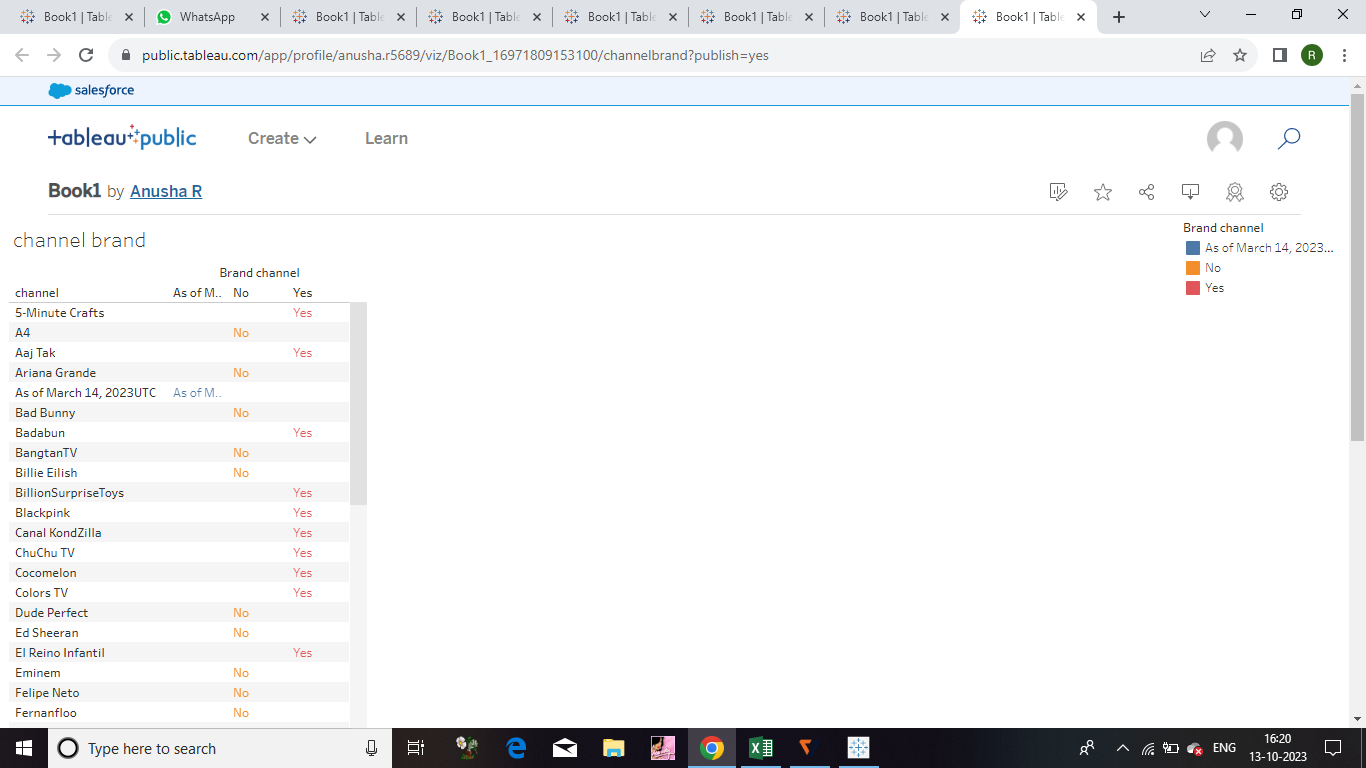 Book1 | Table WhatsApp Book1 | Table Book1 | Table Book1 | Table Book1 | Table Book1 | Table Book1 | Table
public.tableau.com/app/profile/anusha.r5689/viz/Book1_16971809153100/channelbrand?publish=yes R
salesforce
tableau public Create Learn
Book1 by Anusha R
channel brand
Brand channel
As of March 14, 2023...
No
Yes
Brand channel
channel As of M.. No Yes
5-Minute Crafts Yes
A4 No
Aaj Tak Yes
Ariana Grande No
As of March 14, 2023UTC As of M..
Bad Bunny No
Badabun Yes
BangtanTV No
Billie Eilish No
BillionSurpriseToys Yes
Blackpink Yes
Canal KondZilla Yes
ChuChu TV Yes
Cocomelon Yes
Colors TV Yes
Dude Perfect No
Ed Sheeran No
El Reino Infantil Yes
Eminem No
Felipe Neto No
Fernanfloo No
Type here to search ENG 16:20
13-10-2023